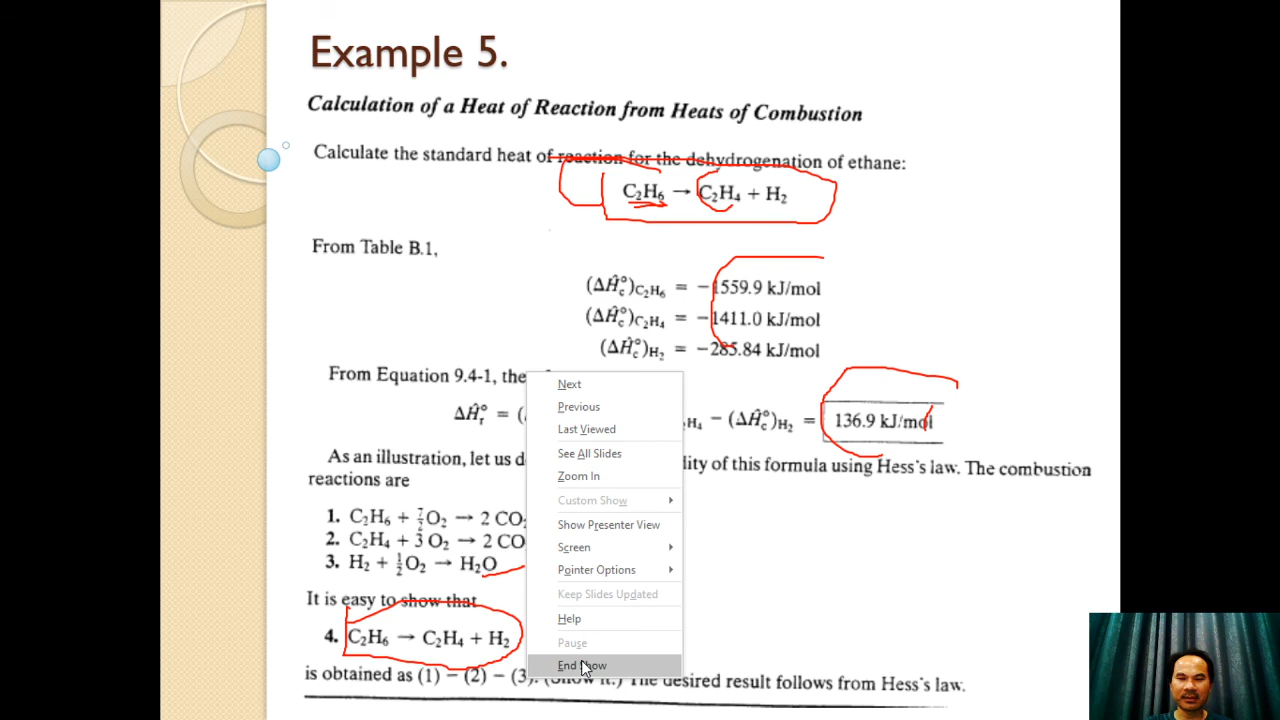 Example 5.
Calculation of a Heat of Reaction from Heats of Combustion
Calculate the standard heat of reaction for the dehydrogenation of ethane:
C₂H₆ → C₂H₄ + H₂
From Table B.1,
(ΔĤ°c)C₂H₆ = −1559.9 kJ/mol
(ΔĤ°c)C₂H₄ = −1411.0 kJ/mol
(ΔĤ°c)H₂ = −285.84 kJ/mol
From Equation 9.4-1,
ΔĤ°r = ( H₄ − (ΔĤ°c)H₂ = 136.9 kJ/mol
As an illustration, let us of this formula using Hess's law. The combustion
reactions are
1. C₂H₆ + 7/2 O₂ → 2 CO₂
2. C₂H₄ + 3 O₂ → 2 CO
3. H₂ + 1/2 O₂ → H₂O
It is easy to show that
4. C₂H₆ → C₂H₄ + H₂
is obtained as (1) − (2) − (3). (Show it.) The desired result follows from Hess's law.
Next
Previous
Last Viewed
See All Slides
Zoom In
Custom Show
Show Presenter View
Screen
Pointer Options
Keep Slides Updated
Help
Pause
End Show